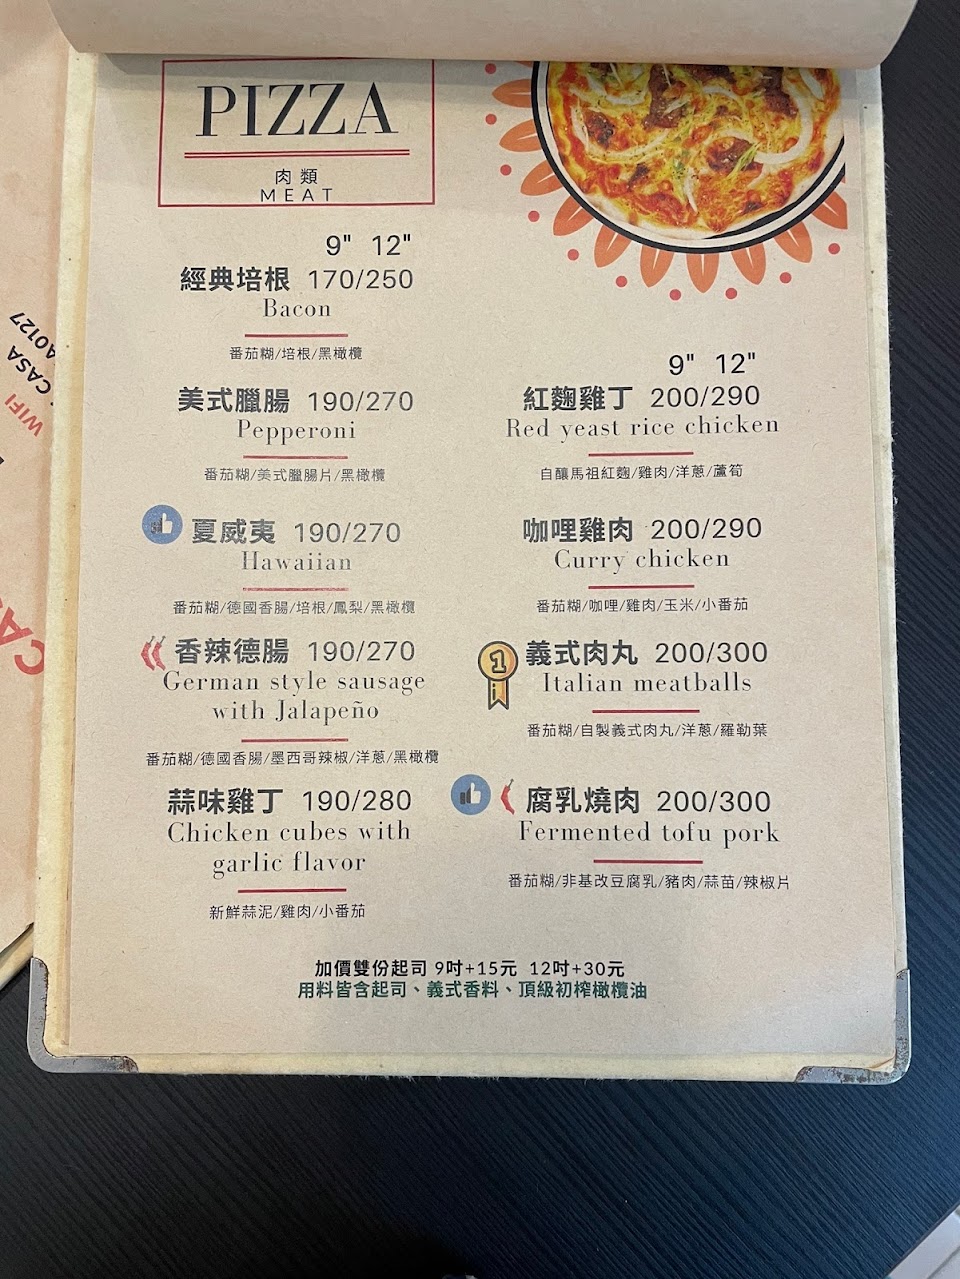 PIZZA
肉類
MEAT
9" 12"
經典培根 170/250
Bacon
番茄糊/培根/黑橄欖
美式臘腸 190/270
Pepperoni
番茄糊/美式臘腸片/黑橄欖
夏威夷 190/270
Hawaiian
番茄糊/德國香腸/培根/鳳梨/黑橄欖
香辣德腸 190/270
German style sausage
with Jalapeño
番茄糊/德國香腸/墨西哥辣椒/洋蔥/黑橄欖
蒜味雞丁 190/280
Chicken cubes with
garlic flavor
新鮮蒜泥/雞肉/小番茄
9" 12"
紅麴雞丁 200/290
Red yeast rice chicken
自釀馬祖紅麴/雞肉/洋蔥/蘆筍
咖哩雞肉 200/290
Curry chicken
番茄糊/咖哩/雞肉/玉米/小番茄
1
義式肉丸 200/300
Italian meatballs
番茄糊/自製義式肉丸/洋蔥/羅勒葉
腐乳燒肉 200/300
Fermented tofu pork
番茄糊/非基改豆腐乳/豬肉/蒜苗/辣椒片
加價雙份起司 9吋+15元 12吋+30元
用料皆含起司、義式香料、頂級初榨橄欖油
WIFI
CASA
A0127
CA